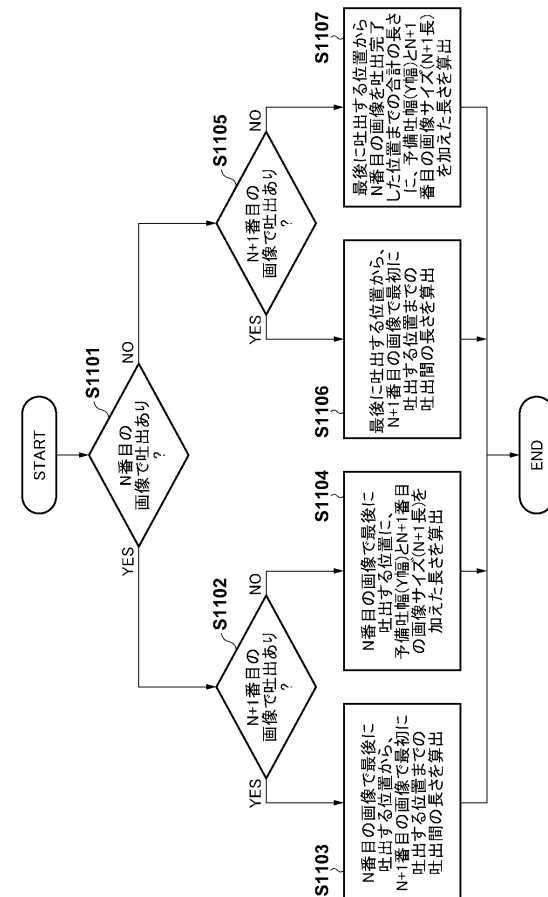 START
S1101
N番目の
画像で吐出あり
?
YES
NO
S1102
N+1番目の
画像で吐出あり
?
YES
NO
S1103
N番目の画像で最後に
吐出する位置から、
N+1番目の画像で最初に
吐出する位置までの
吐出間の長さを算出
S1104
N番目の画像で最後に
吐出する位置に、
予備吐幅(Y幅)とN+1番目
の画像サイズ(N+1長)を
加えた長さを算出
S1105
N+1番目の
画像で吐出あり
?
YES
NO
S1106
最後に吐出する位置から、
N+1番目の画像で最初に
吐出する位置までの
吐出間の長さを算出
S1107
最後に吐出する位置から
N番目の画像を吐出完了
した位置までの合計の長さ
に、予備吐幅(Y幅)とN+1
番目の画像サイズ(N+1長)
を加えた長さを算出
END